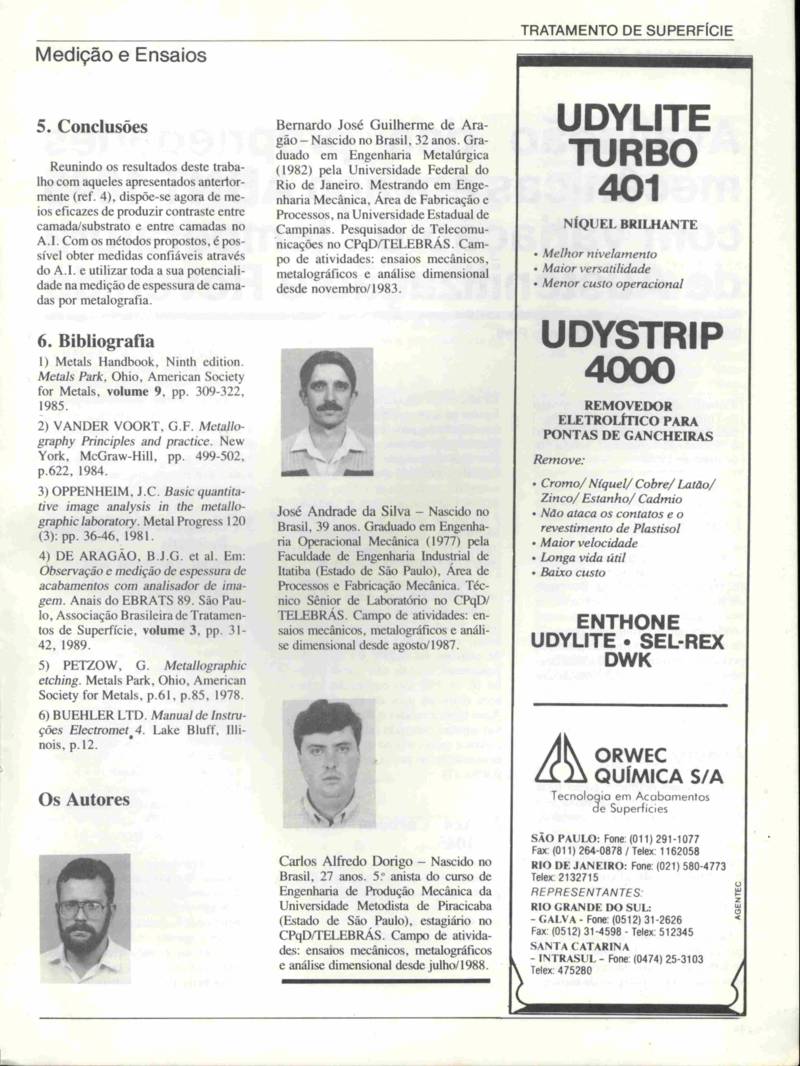 TRATAMENTO DE SUPERFÍCIE
Medição e Ensaios
5. Conclusões
Reunindo os resultados deste traba-
lho com aqueles apresentados anterior-
mente (ref. 4), dispõe-se agora de me-
ios eficazes de produzir contraste entre
camada/substrato e entre camadas no
A.I. Com os métodos propostos, é pos-
sível obter medidas confiáveis através
do A.I. e utilizar toda a sua potenciali-
dade na medição de espessura de cama-
das por metalografia.
6. Bibliografia
1) Metals Handbook, Ninth edition.
Metals Park, Ohio, American Society
for Metals, volume 9, pp. 309-322,
1985.
2) VANDER VOORT, G.F. Metallo-
graphy Principles and practice. New
York, McGraw-Hill, pp. 499-502,
p.622, 1984.
3) OPPENHEIM, J.C. Basic quantita-
tive image analysis in the metallo-
graphic laboratory. Metal Progress 120
(3): pp. 36-46, 1981.
4) DE ARAGÃO, B.J.G. et al. Em:
Observação e medição de espessura de
acabamentos com analisador de ima-
gem. Anais do EBRATS 89. São Pau-
lo, Associação Brasileira de Tratamen-
tos de Superfície, volume 3, pp. 31-
42, 1989.
5) PETZOW, G. Metallographic
etching. Metals Park, Ohio, American
Society for Metals, p.61, p.85, 1978.
6) BUEHLER LTD. Manual de Instru-
ções Electromet 4. Lake Bluff, Illi-
nois, p.12.
Os Autores
Bernardo José Guilherme de Ara-
gão – Nascido no Brasil, 32 anos. Gra-
duado em Engenharia Metalúrgica
(1982) pela Universidade Federal do
Rio de Janeiro. Mestrando em Enge-
nharia Mecânica, Área de Fabricação e
Processos, na Universidade Estadual de
Campinas. Pesquisador de Telecomu-
nicações no CPqD/TELEBRÁS. Cam-
po de atividades: ensaios mecânicos,
metalográficos e análise dimensional
desde novembro/1983.
José Andrade da Silva – Nascido no
Brasil, 39 anos. Graduado em Engenha-
ria Operacional Mecânica (1977) pela
Faculdade de Engenharia Industrial de
Itatiba (Estado de São Paulo), Área de
Processos e Fabricação Mecânica. Téc-
nico Sênior de Laboratório no CPqD/
TELEBRÁS. Campo de atividades: en-
saios mecânicos, metalográficos e análi-
se dimensional desde agosto/1987.
Carlos Alfredo Dorigo – Nascido no
Brasil, 27 anos. 5.º anista do curso de
Engenharia de Produção Mecânica da
Universidade Metodista de Piracicaba
(Estado de São Paulo), estagiário no
CPqD/TELEBRÁS. Campo de ativida-
des: ensaios mecânicos, metalográficos
e análise dimensional desde julho/1988.
UDYLITE
TURBO
401
NÍQUEL BRILHANTE
• Melhor nivelamento
• Maior versatilidade
• Menor custo operacional
UDYSTRIP
4000
REMOVEDOR
ELETROLÍTICO PARA
PONTAS DE GANCHEIRAS
Remove:
• Cromo/ Níquel/ Cobre/ Latão/
Zinco/ Estanho/ Cadmio
• Não ataca os contatos e o
revestimento de Plastisol
• Maior velocidade
• Longa vida útil
• Baixo custo
ENTHONE
UDYLITE • SEL-REX
DWK
ORWEC
QUÍMICA S/A
Tecnologia em Acabamentos
de Superfícies
SÃO PAULO: Fone: (011) 291-1077
Fax: (011) 264-0878 / Telex: 1162058
RIO DE JANEIRO: Fone: (021) 580-4773
Telex: 2132715
REPRESENTANTES:
RIO GRANDE DO SUL:
- GALVA - Fone: (0512) 31-2626
Fax: (0512) 31-4598 - Telex: 512345
SANTA CATARINA
- INTRASUL - Fone: (0474) 25-3103
Telex: 475280
AGENTEC